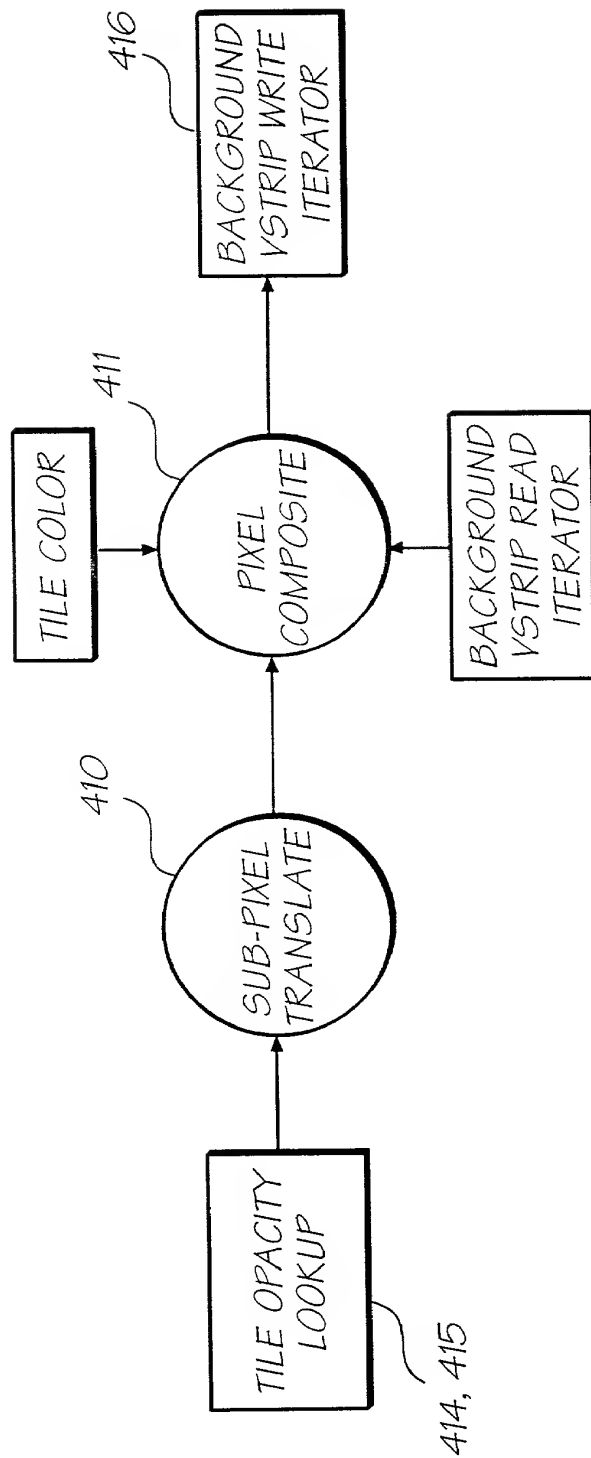 TILE OPACITY
LOOKUP
414, 415
SUB-PIXEL
TRANSLATE
410
TILE COLOR
PIXEL
COMPOSITE
411
BACKGROUND
VSTRIP READ
ITERATOR
BACKGROUND
VSTRIP WRITE
ITERATOR
416